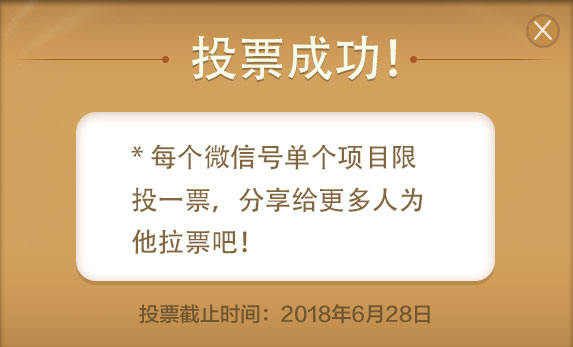 投票成功！
* 每个微信号单个项目限
投一票，分享给更多人为
他拉票吧！
投票截止时间：2018年6月28日